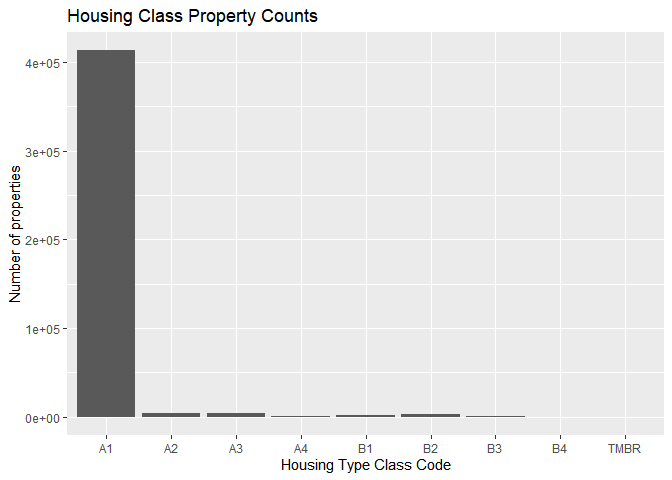 Housing Class Property Counts
Number of properties
4e+05
3e+05
2e+05
1e+05
0e+00
A1 A2 A3 A4 B1 B2 B3 B4 TMBR
Housing Type Class Code